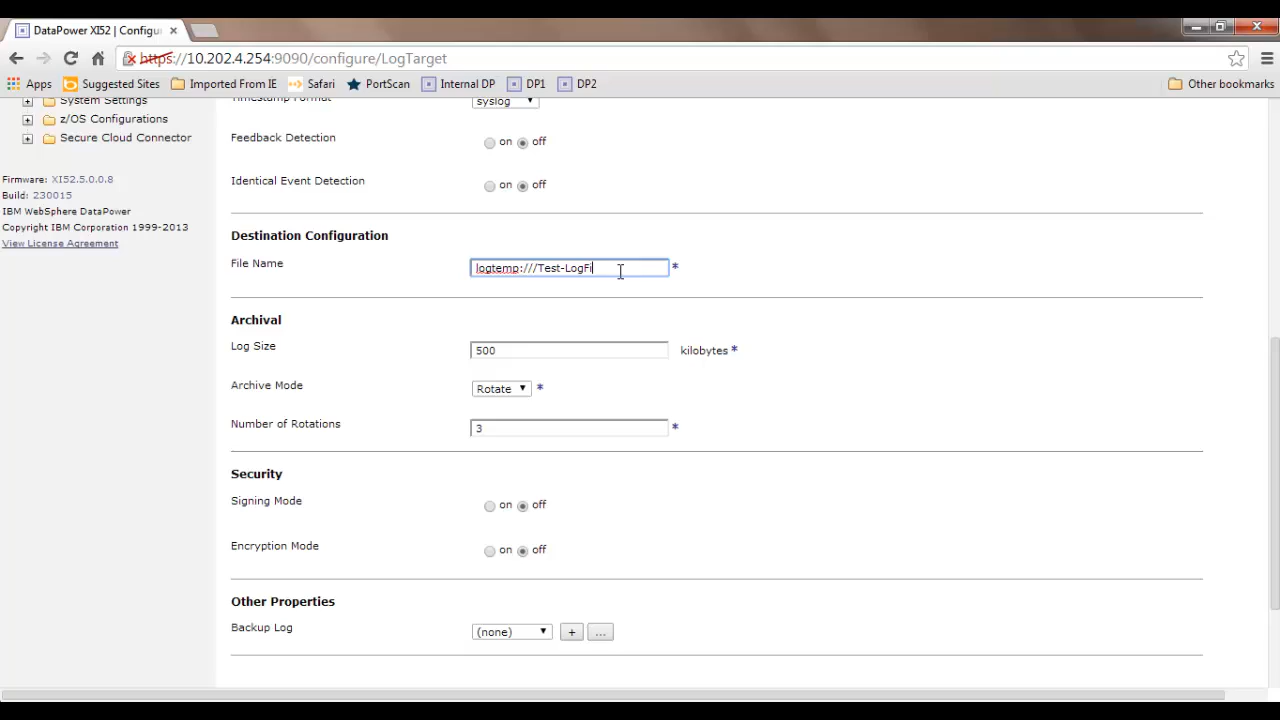 DataPower XI52 | Configu
https://10.202.4.254:9090/configure/LogTarget
Apps Suggested Sites Imported From IE Safari PortScan Internal DP DP1 DP2 Other bookmarks
System Settings
z/OS Configurations
Secure Cloud Connector
Firmware: XI52.5.0.0.8
Build: 230015
IBM WebSphere DataPower
Copyright IBM Corporation 1999-2013
View License Agreement
Timestamp Format syslog
Feedback Detection on off
Identical Event Detection on off
Destination Configuration
File Name logtemp:///Test-LogFi *
Archival
Log Size 500 kilobytes *
Archive Mode Rotate *
Number of Rotations 3 *
Security
Signing Mode on off
Encryption Mode on off
Other Properties
Backup Log (none) + ...